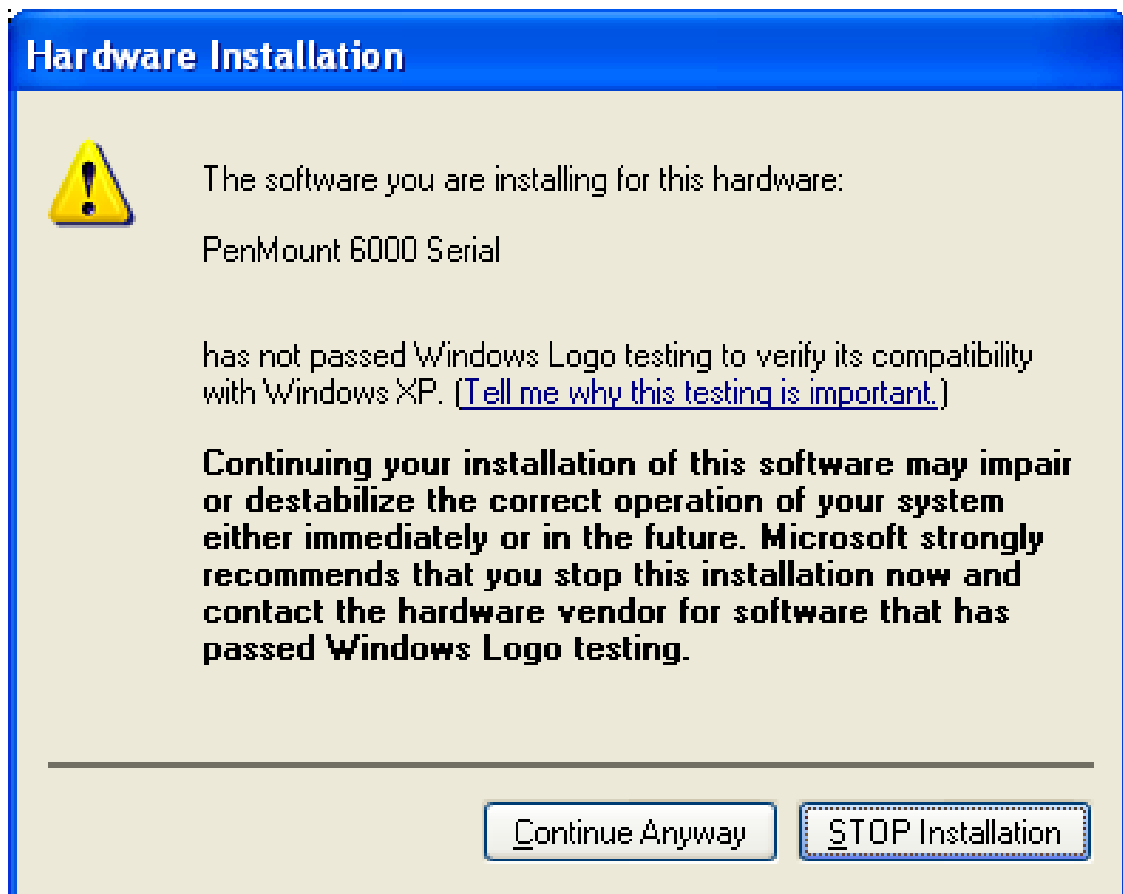 Hardware Installation
The software you are installing for this hardware:
PenMount 6000 Serial
has not passed Windows Logo testing to verify its compatibility
with Windows XP. (Tell me why this testing is important.)
Continuing your installation of this software may impair
or destabilize the correct operation of your system
either immediately or in the future. Microsoft strongly
recommends that you stop this installation now and
contact the hardware vendor for software that has
passed Windows Logo testing.
Continue Anyway
STOP Installation